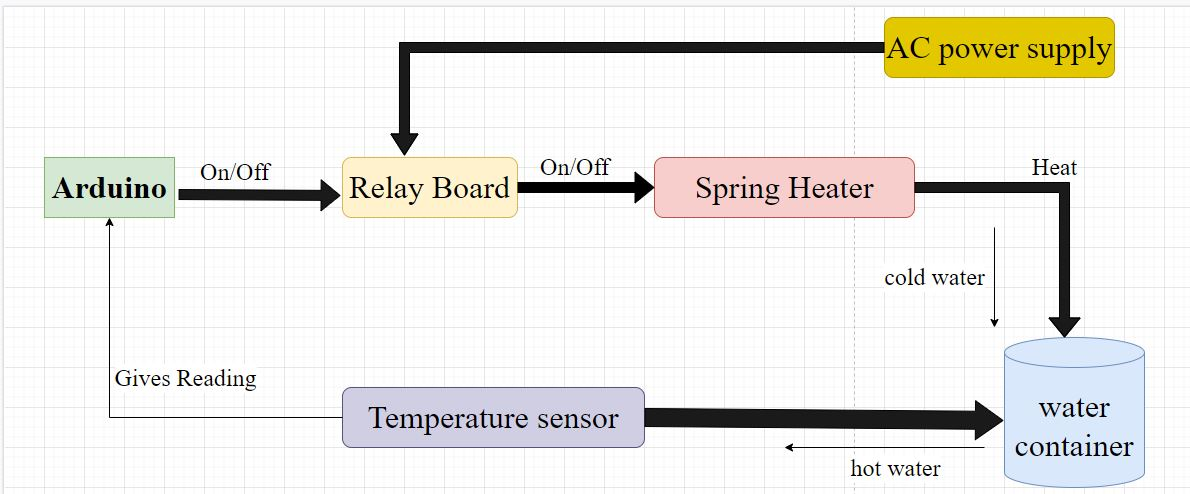 AC power supply
On/Off
On/Off
Heat
Arduino
Relay Board
Spring Heater
cold water
Gives Reading
Temperature sensor
water
container
hot water